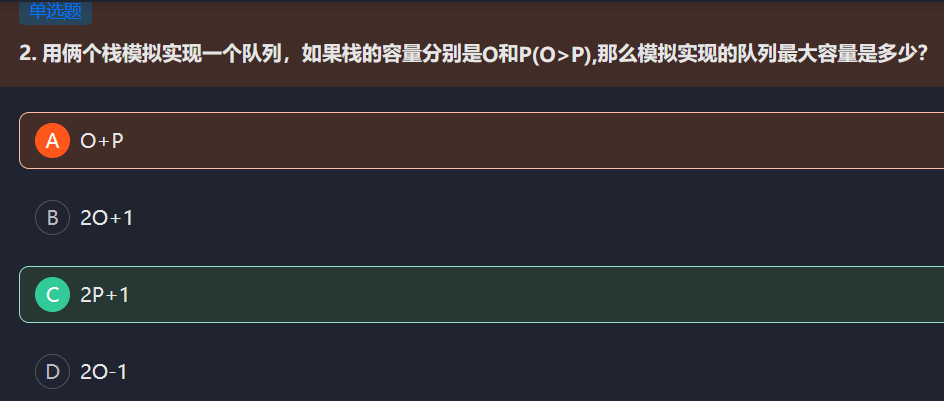 单选题
2. 用两个栈模拟实现一个队列，如果栈的容量分别是O和P(O>P),那么模拟实现的队列最大容量是多少?
A O+P
B 2O+1
C 2P+1
D 2O-1